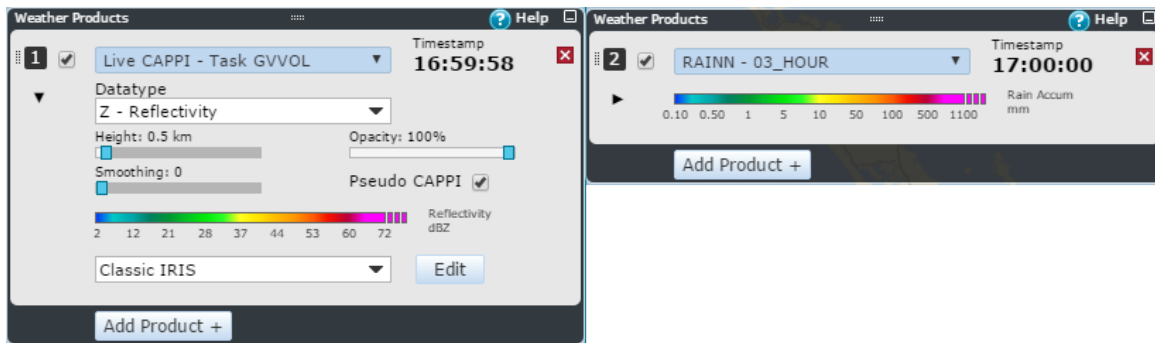 Weather Products
? Help
1
Live CAPPI - Task GVVOL
Timestamp
16:59:58
Datatype
Z - Reflectivity
Height: 0.5 km
Opacity: 100%
Smoothing: 0
Pseudo CAPPI
Reflectivity
dBZ
2 12 21 28 37 44 53 60 72
Classic IRIS
Edit
Add Product +
Weather Products
? Help
2
RAINN - 03_HOUR
Timestamp
17:00:00
Rain Accum
mm
0.10 0.50 1 5 10 50 100 500 1100
Add Product +